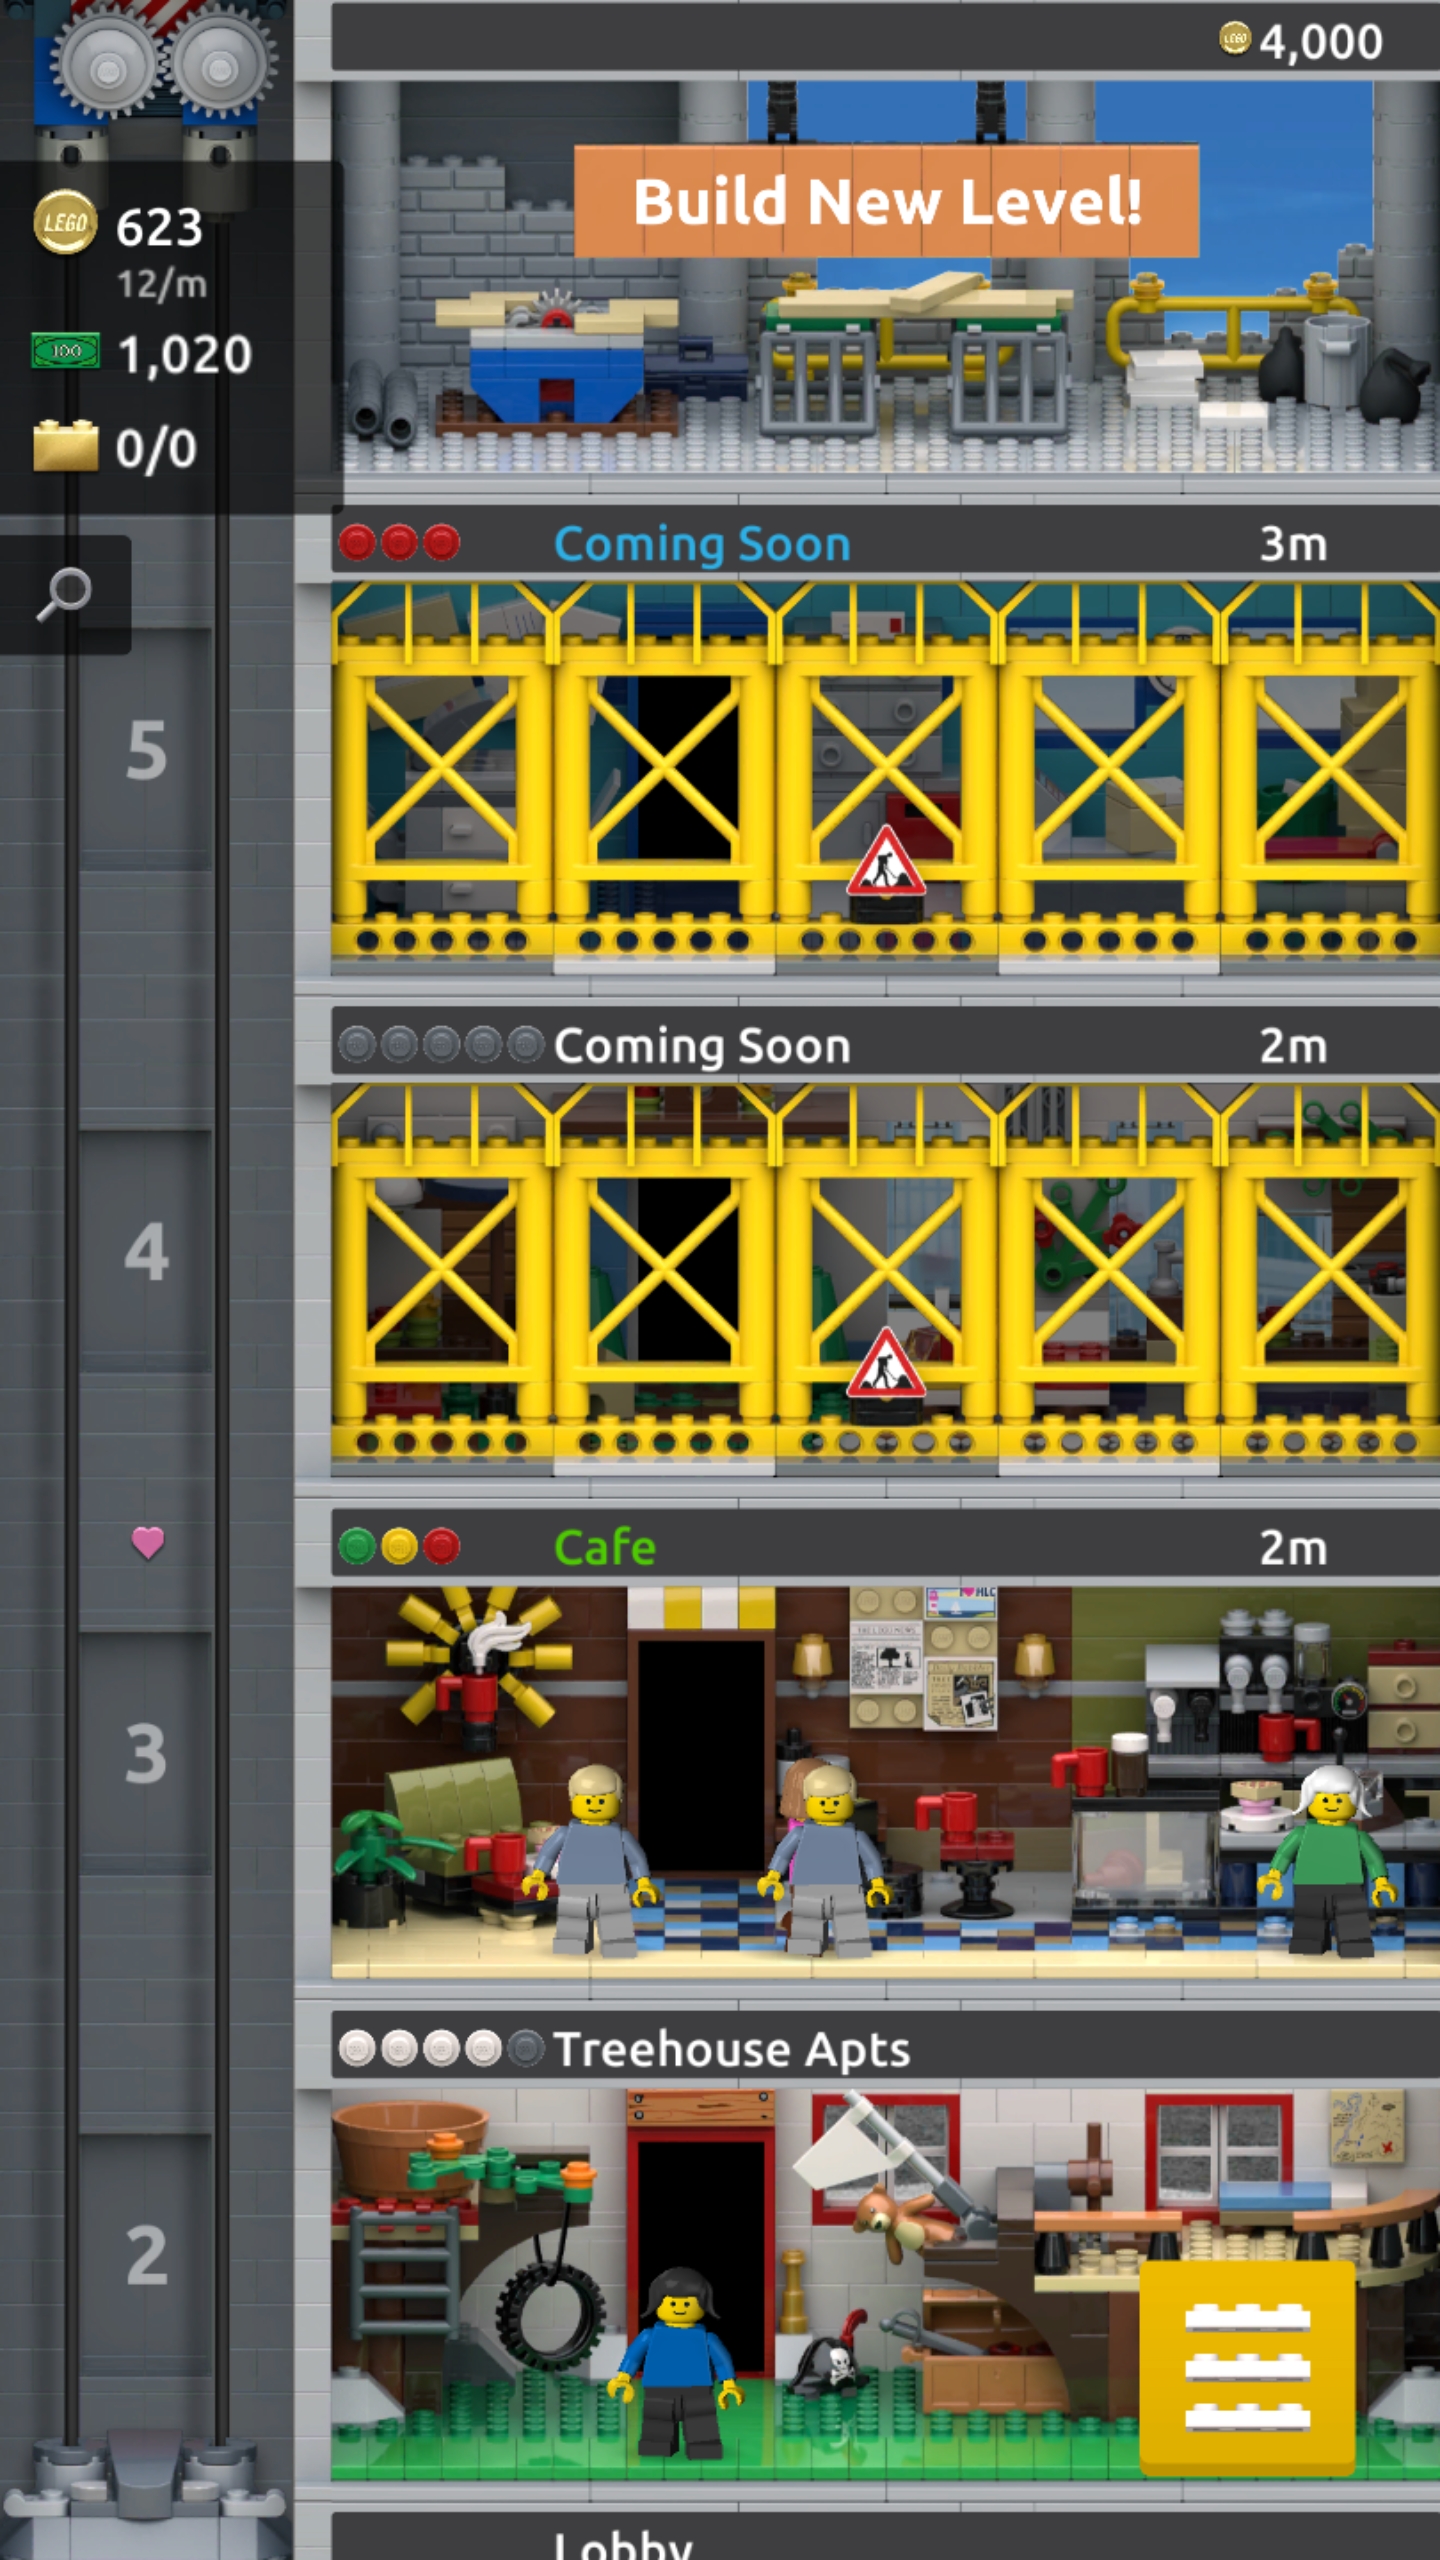 4,000
LEGO 623
12/m
100 1,020
0/0
Build New Level!
Coming Soon 3m
5
Coming Soon 2m
4
Cafe 2m
3
Treehouse Apts
2
Lobby